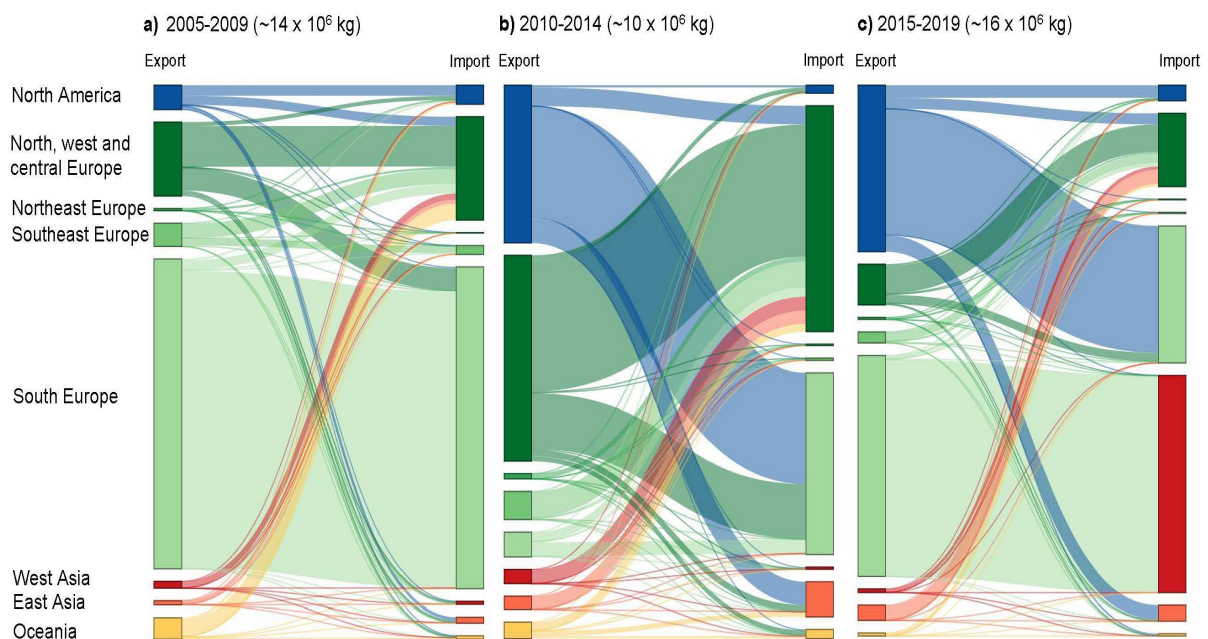 a) 2005-2009 (~14 x 10⁶ kg)
b) 2010-2014 (~10 x 10⁶ kg)
c) 2015-2019 (~16 x 10⁶ kg)
Export
Import
Export
Import
Export
Import
North America
North, west and
central Europe
Northeast Europe
Southeast Europe
South Europe
West Asia
East Asia
Oceania